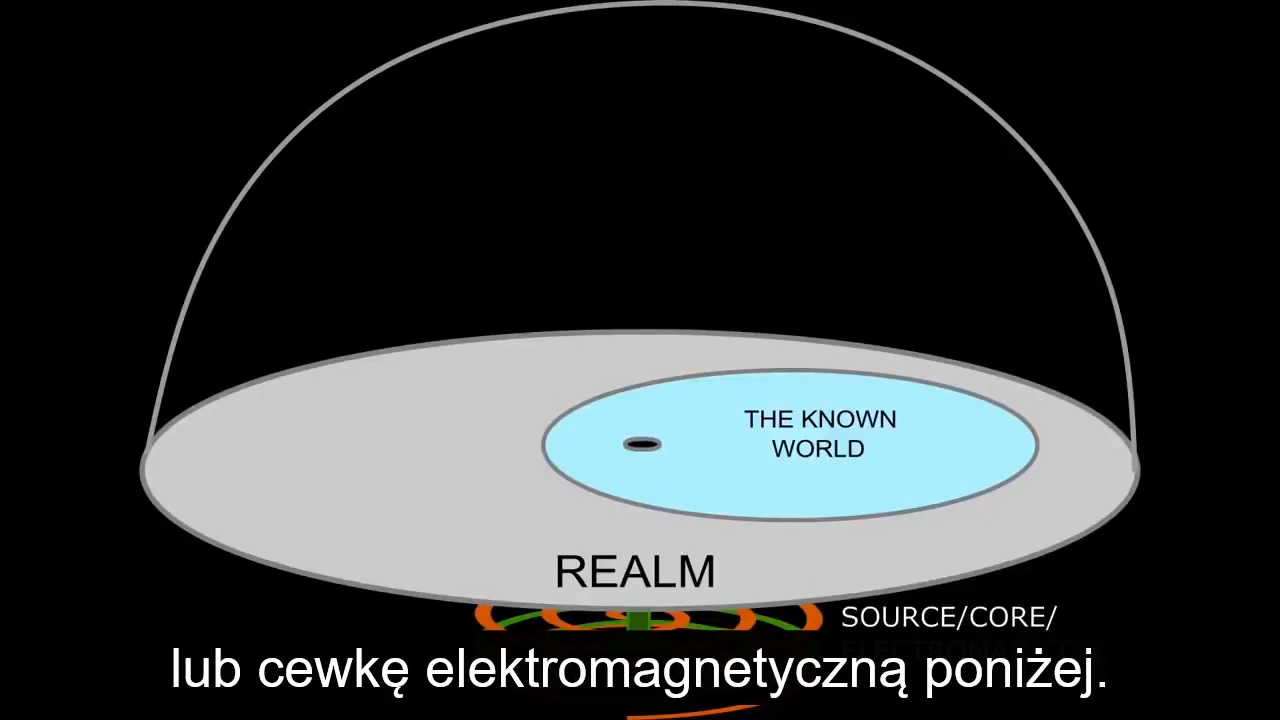 THE KNOWN
WORLD
REALM
SOURCE/CORE/
lub cewkę elektromagnetyczną poniżej.